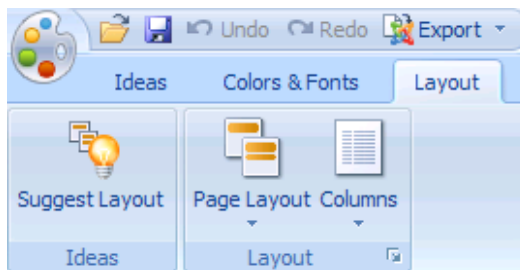 Undo Redo Export
Ideas Colors & Fonts Layout
Suggest Layout Page Layout Columns
Ideas Layout